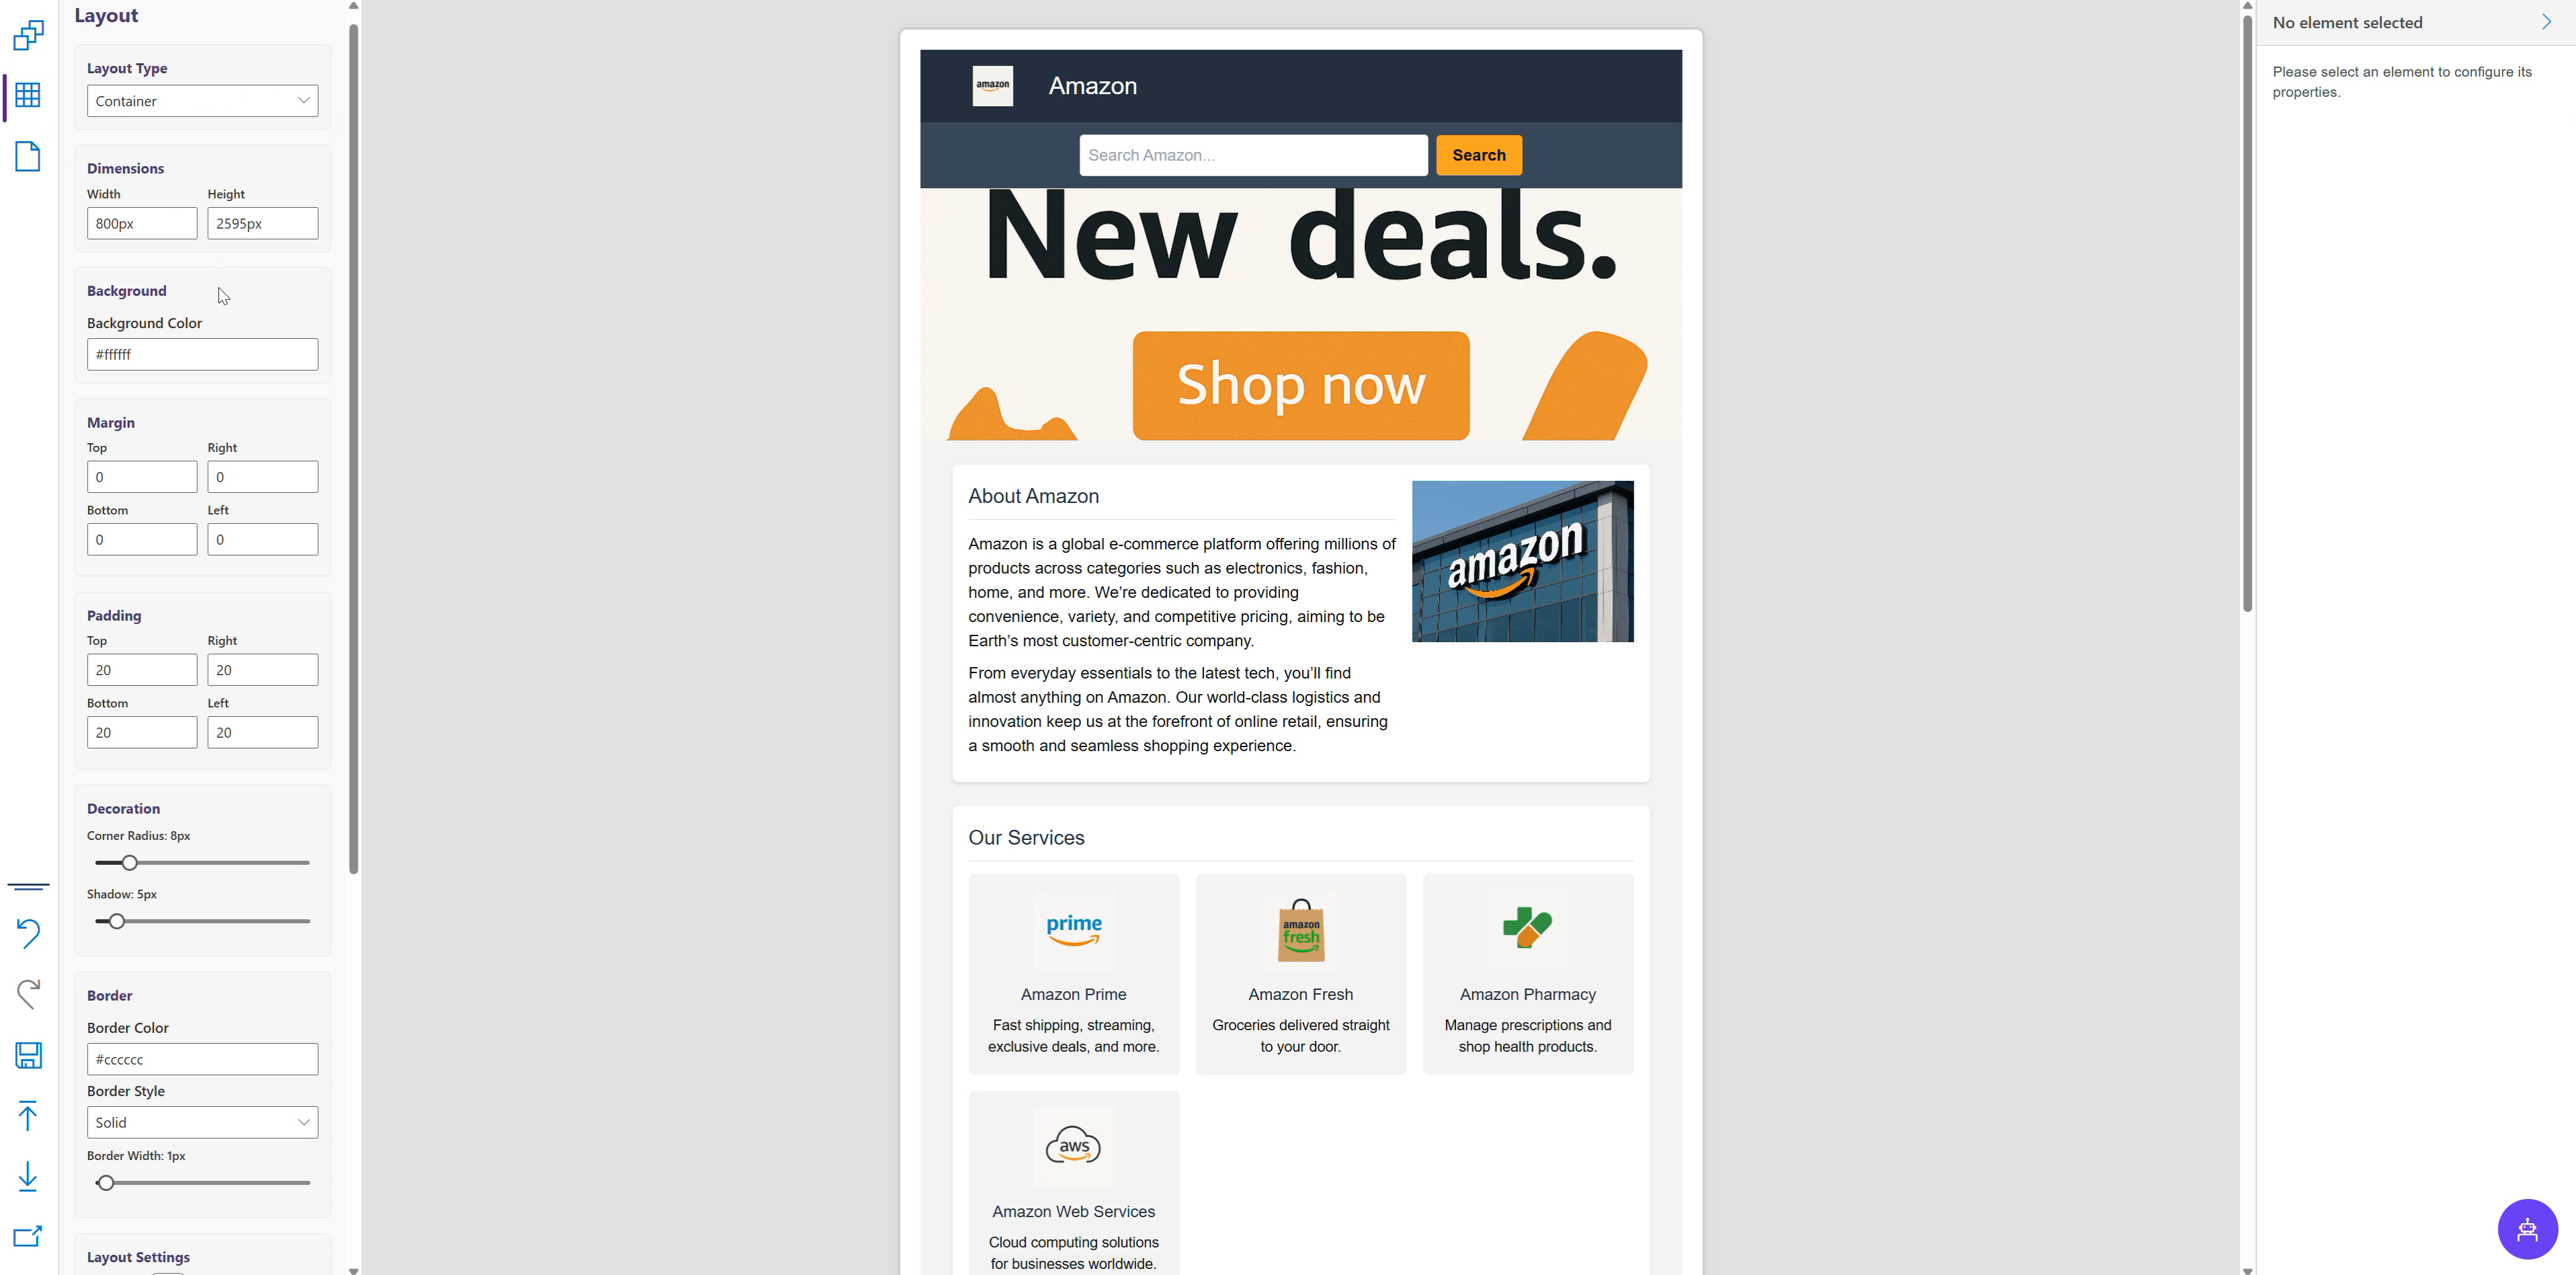 Layout
Layout Type
Container
Dimensions
Width Height
800px 2595px
Background
Background Color
#ffffff
Margin
Top Right
0 0
Bottom Left
0 0
Padding
Top Right
20 20
Bottom Left
20 20
Decoration
Corner Radius: 8px
Shadow: 5px
Border
Border Color
#cccccc
Border Style
Solid
Border Width: 1px
Layout Settings
amazon Amazon
Search Amazon... Search
New deals.
Shop now
About Amazon
Amazon is a global e-commerce platform offering millions of
products across categories such as electronics, fashion,
home, and more. We're dedicated to providing
convenience, variety, and competitive pricing, aiming to be
Earth's most customer-centric company.
From everyday essentials to the latest tech, you'll find
almost anything on Amazon. Our world-class logistics and
innovation keep us at the forefront of online retail, ensuring
a smooth and seamless shopping experience.
amazon
Our Services
prime
Amazon Prime
Fast shipping, streaming,
exclusive deals, and more.
amazon
fresh
Amazon Fresh
Groceries delivered straight
to your door.
Amazon Pharmacy
Manage prescriptions and
shop health products.
aws
Amazon Web Services
Cloud computing solutions
for businesses worldwide.
No element selected
Please select an element to configure its
properties.